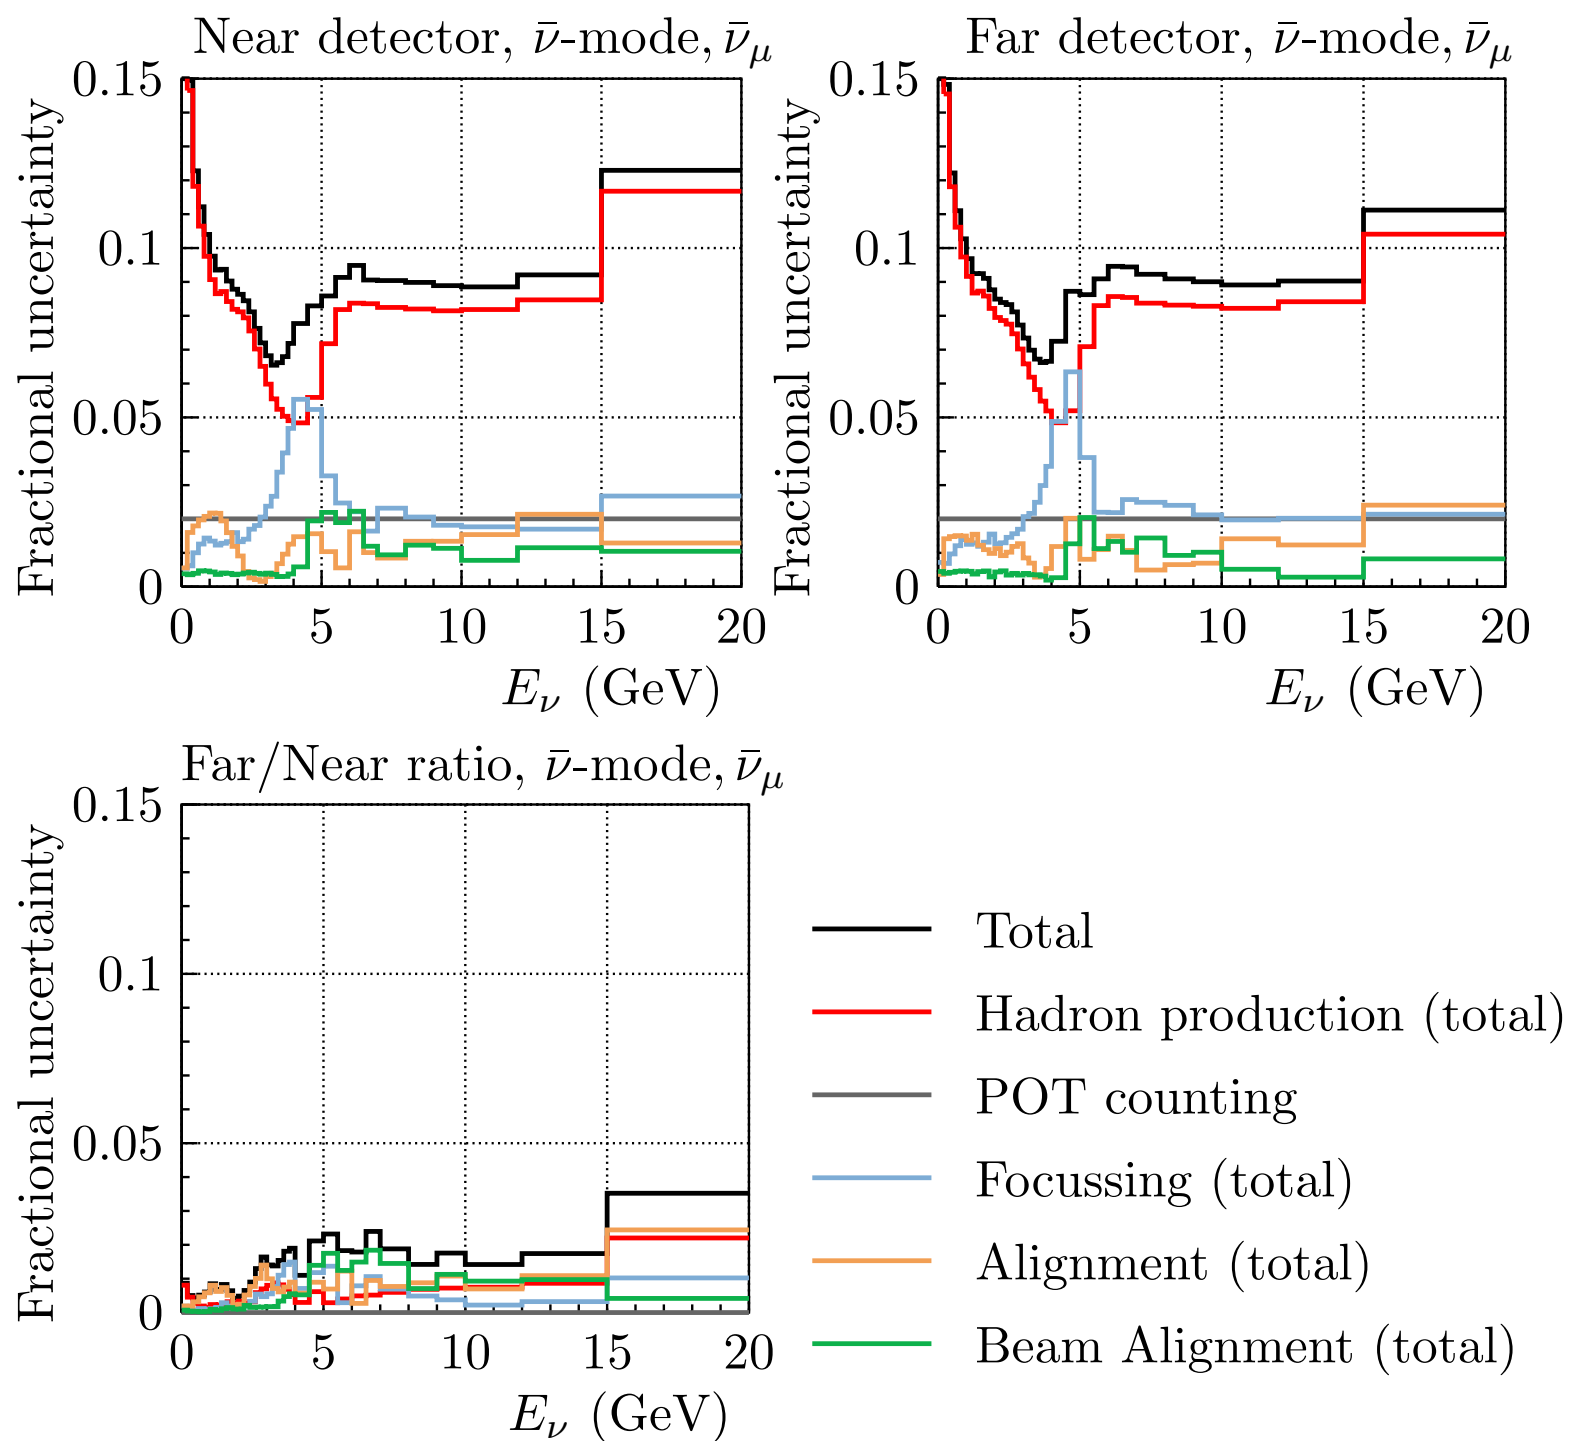 Near detector, ν̄-mode, ν̄μ
0.15
0.1
0.05
0
Fractional uncertainty
0 5 10 15 20
Eν (GeV)
Far detector, ν̄-mode, ν̄μ
0.15
0.1
0.05
0
Fractional uncertainty
0 5 10 15 20
Eν (GeV)
Far/Near ratio, ν̄-mode, ν̄μ
0.15
0.1
0.05
0
Fractional uncertainty
0 5 10 15 20
Eν (GeV)
Total
Hadron production (total)
POT counting
Focussing (total)
Alignment (total)
Beam Alignment (total)